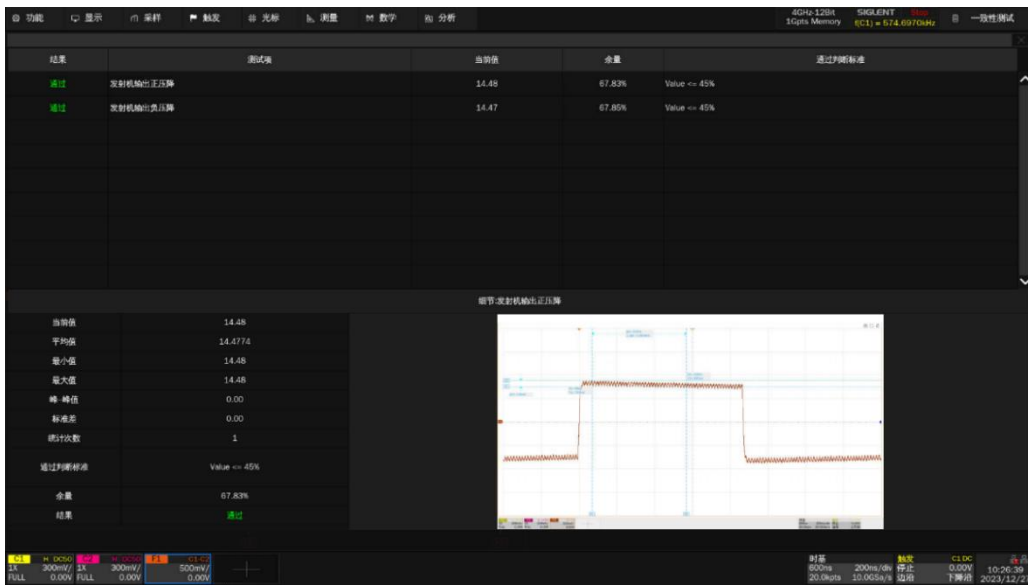 功能 显示 采样 触发 光标 测量 数学 分析 4GHz-12Bit SIGLENT Stop 一致性测试
1Gpts Memory f(C1) = 574.6970kHz
结果 测试项 当前值 余量 通过判断标准
通过 发射机输出正压降 14.48 67.83% Value <= 45%
通过 发射机输出负压降 14.47 67.85% Value <= 45%
细节:发射机输出正压降
当前值 14.48
平均值 14.4774
最小值 14.48
最大值 14.48
峰-峰值 0.00
标准差 0.00
统计次数 1
通过判断标准 Value <= 45%
余量 67.83%
结果 通过
C1 H DC50 C2 H DC50 F1 C1-C2 时基 触发 C1 DC
1X 300mV/ 1X 300mV/ 500mV/ 600ns 200ns/div 停止 0.00V 10:26:39
FULL 0.00V FULL 0.00V 0.00V 20.0kpts 10.0GSa/s 边沿 下降沿